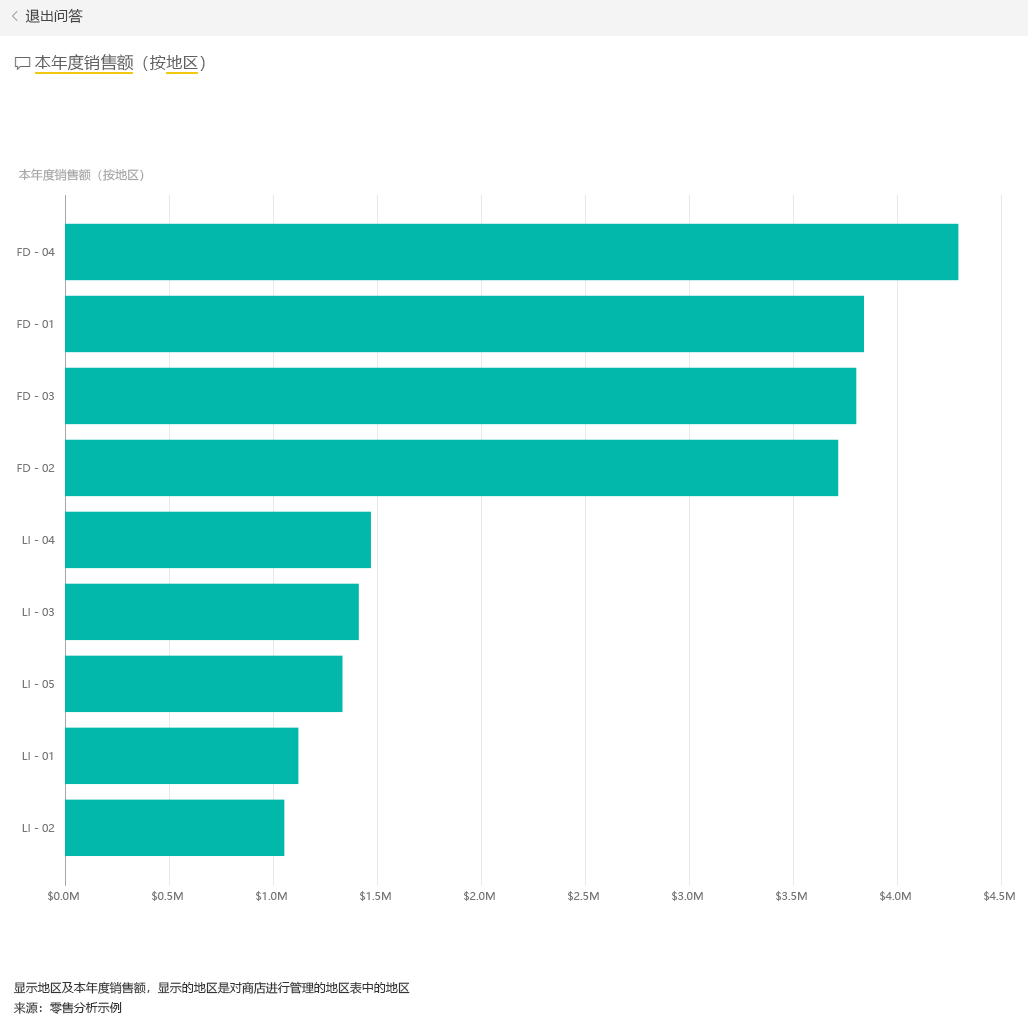 退出问答
本年度销售额（按地区）
本年度销售额（按地区）
FD - 04
FD - 01
FD - 03
FD - 02
LI - 04
LI - 03
LI - 05
LI - 01
LI - 02
$0.0M $0.5M $1.0M $1.5M $2.0M $2.5M $3.0M $3.5M $4.0M $4.5M
显示地区及本年度销售额，显示的地区是对商店进行管理的地区表中的地区
来源：零售分析示例